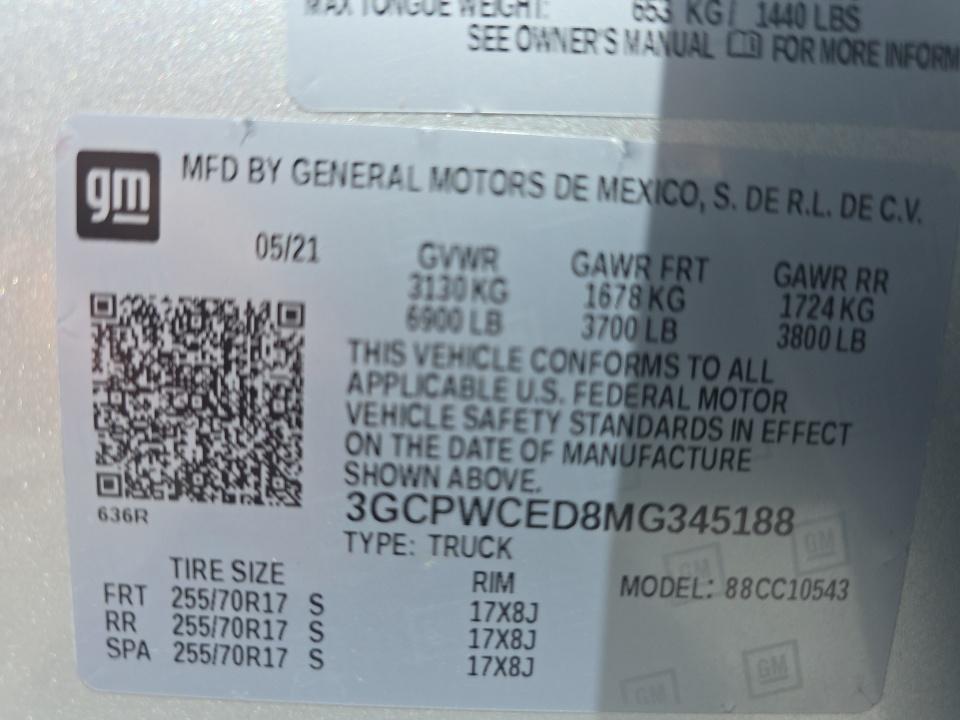 MAX TONGUE WEIGHT: 653 KG/ 1440 LBS
SEE OWNER'S MANUAL FOR MORE INFORM
gm
MFD BY GENERAL MOTORS DE MEXICO, S. DE R.L. DE C.V.
05/21
GVWR GAWR FRT GAWR RR
3130 KG 1678 KG 1724 KG
6900 LB 3700 LB 3800 LB
THIS VEHICLE CONFORMS TO ALL
APPLICABLE U.S. FEDERAL MOTOR
VEHICLE SAFETY STANDARDS IN EFFECT
ON THE DATE OF MANUFACTURE
SHOWN ABOVE.
636R
3GCPWCED8MG345188
TYPE: TRUCK
TIRE SIZE RIM MODEL: 88CC10543
FRT 255/70R17 S 17X8J
RR 255/70R17 S 17X8J
SPA 255/70R17 S 17X8J
GM
GM
GM
GM